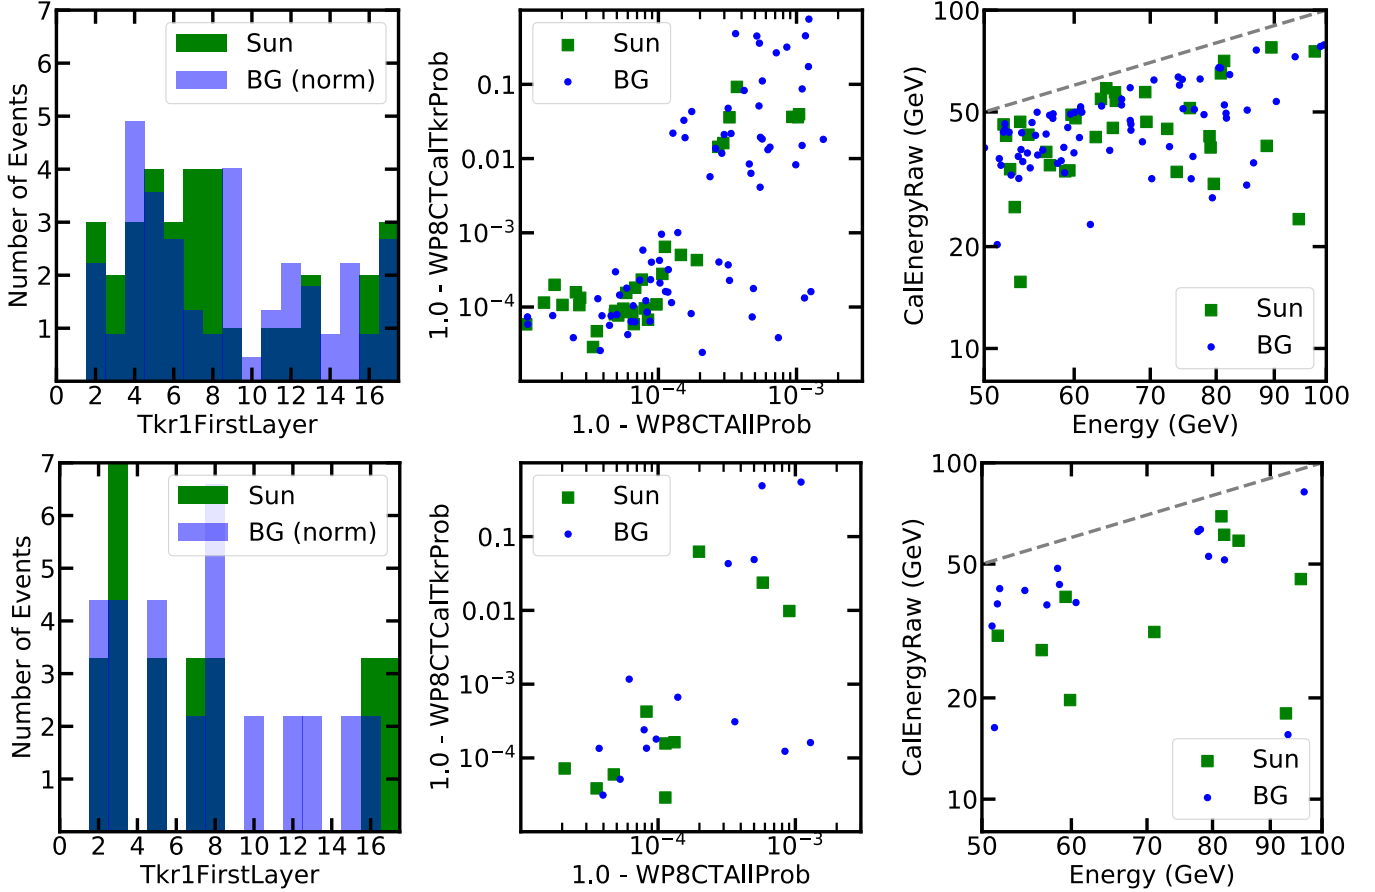 7
6
5
4
3
2
1
0 2 4 6 8 10 12 14 16
Number of Events
Tkr1FirstLayer
Sun
BG (norm)
0.1
0.01
10⁻³
10⁻⁴
10⁻⁴ 10⁻³
1.0 - WP8CTCalTkrProb
1.0 - WP8CTAllProb
Sun
BG
100
50
20
10
50 60 70 80 90 100
CalEnergyRaw (GeV)
Energy (GeV)
Sun
BG
7
6
5
4
3
2
1
0 2 4 6 8 10 12 14 16
Number of Events
Tkr1FirstLayer
Sun
BG (norm)
0.1
0.01
10⁻³
10⁻⁴
10⁻⁴ 10⁻³
1.0 - WP8CTCalTkrProb
1.0 - WP8CTAllProb
Sun
BG
100
50
20
10
50 60 70 80 90 100
CalEnergyRaw (GeV)
Energy (GeV)
Sun
BG